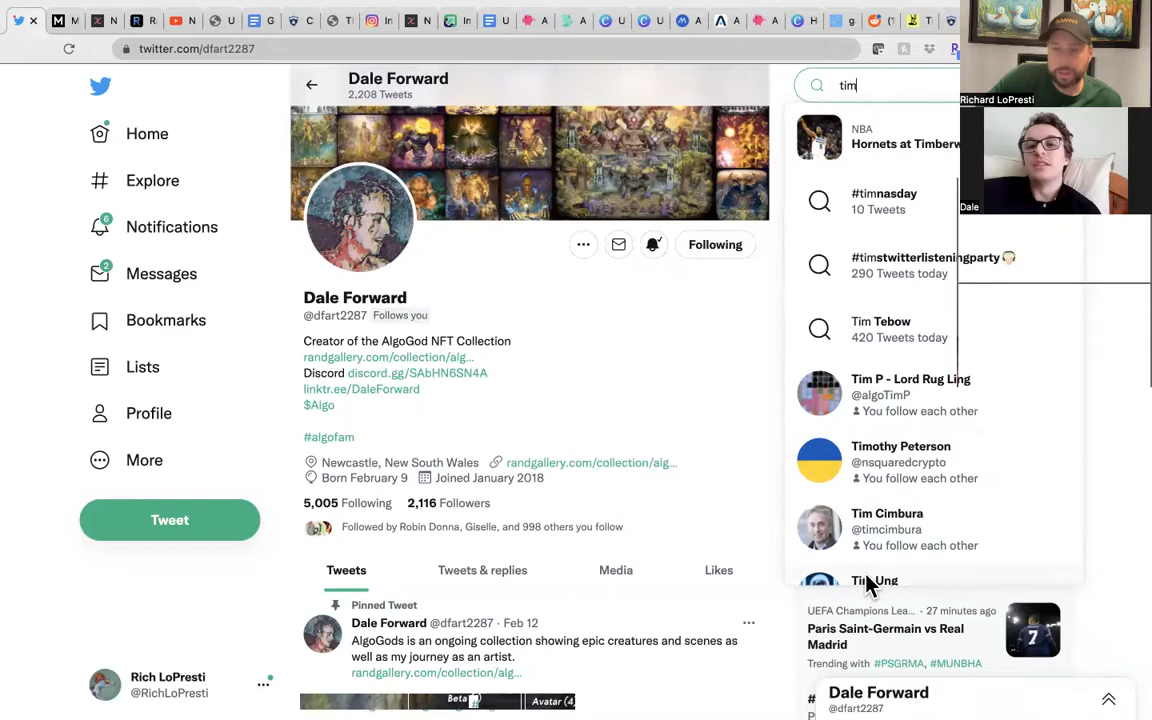 twitter.com/dfart2287
Dale Forward
2,208 Tweets
Home
Explore
Notifications
6
Messages
2
Bookmarks
Lists
Profile
More
Tweet
Rich LoPresti
@RichLoPresti
Following
Dale Forward
@dfart2287 Follows you
Creator of the AlgoGod NFT Collection
randgallery.com/collection/alg...
Discord discord.gg/SAbHN6SN4A
linktr.ee/DaleForward
$Algo
#algofam
Newcastle, New South Wales randgallery.com/collection/alg...
Born February 9 Joined January 2018
5,005 Following 2,116 Followers
Followed by Robin Donna, Giselle, and 998 others you follow
Tweets Tweets & replies Media Likes
Pinned Tweet
Dale Forward @dfart2287 · Feb 12
AlgoGods is an ongoing collection showing epic creatures and scenes as
well as my journey as an artist.
randgallery.com/collection/alg...
Beta
Avatar (4)
tim
NBA
Hornets at Timberw
#timnasday
10 Tweets
#timstwitterlisteningparty
290 Tweets today
Tim Tebow
420 Tweets today
Tim P - Lord Rug Ling
@algoTimP
You follow each other
Timothy Peterson
@nsquaredcrypto
You follow each other
Tim Cimbura
@timcimbura
You follow each other
Tim Ung
UEFA Champions Lea... · 27 minutes ago
Paris Saint-Germain vs Real
Madrid
Trending with #PSGRMA, #MUNBHA
Dale Forward
@dfart2287
Richard LoPresti
Dale